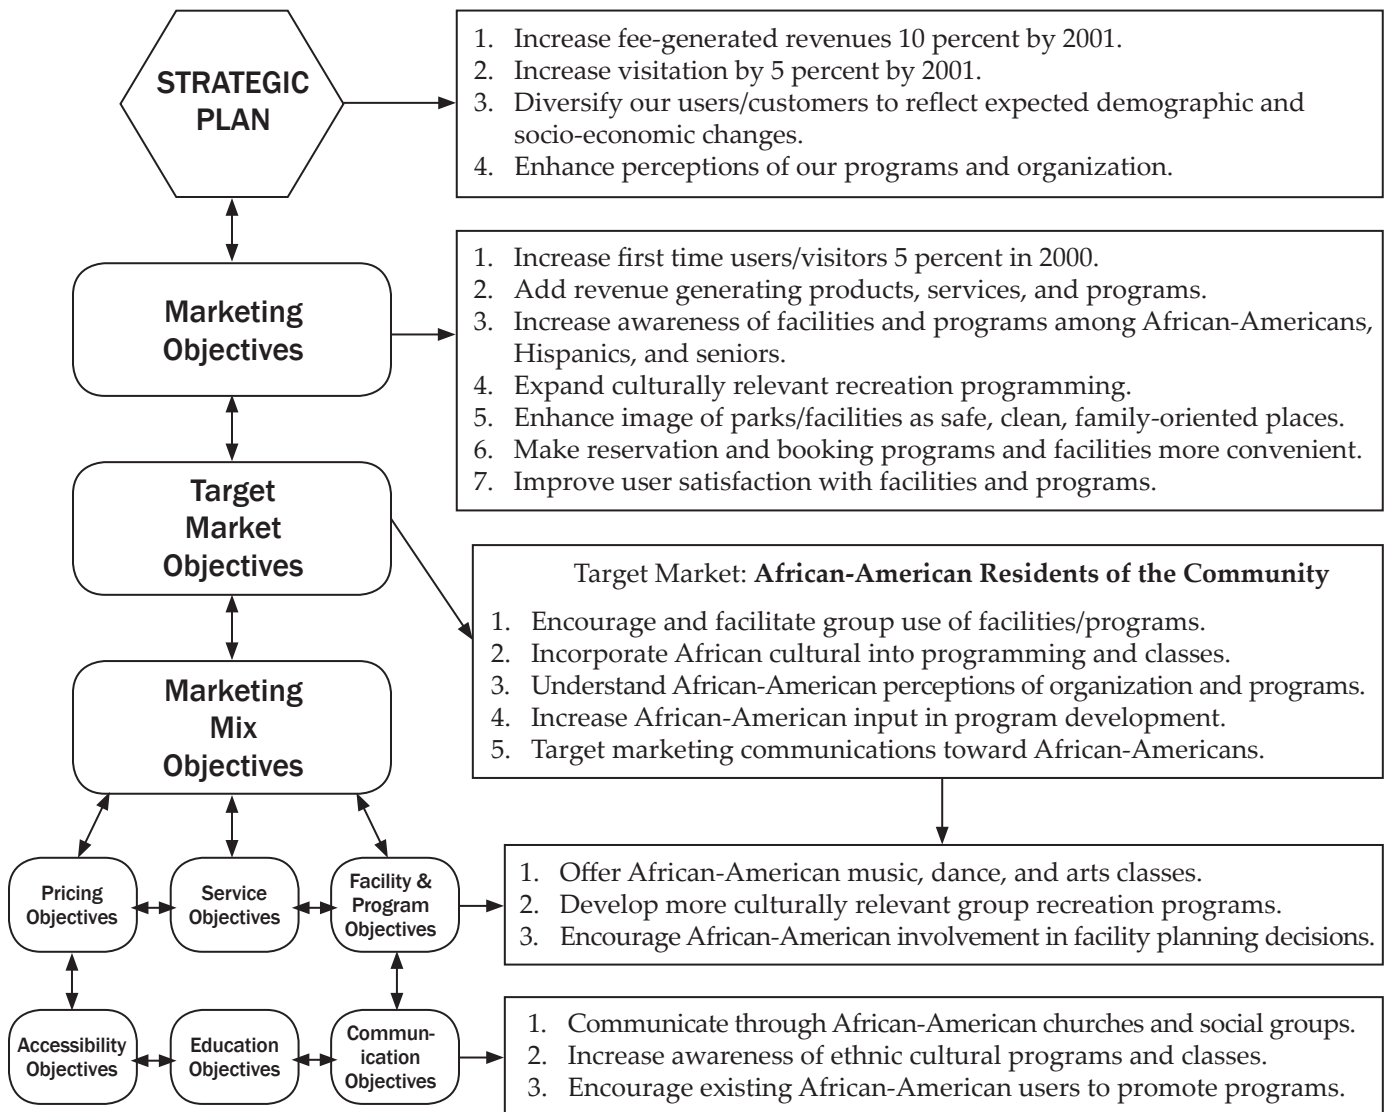 STRATEGIC
PLAN
1. Increase fee-generated revenues 10 percent by 2001.
2. Increase visitation by 5 percent by 2001.
3. Diversify our users/customers to reflect expected demographic and
socio-economic changes.
4. Enhance perceptions of our programs and organization.
Marketing
Objectives
1. Increase first time users/visitors 5 percent in 2000.
2. Add revenue generating products, services, and programs.
3. Increase awareness of facilities and programs among African-Americans,
Hispanics, and seniors.
4. Expand culturally relevant recreation programming.
5. Enhance image of parks/facilities as safe, clean, family-oriented places.
6. Make reservation and booking programs and facilities more convenient.
7. Improve user satisfaction with facilities and programs.
Target
Market
Objectives
Target Market: African-American Residents of the Community
1. Encourage and facilitate group use of facilities/programs.
2. Incorporate African cultural into programming and classes.
3. Understand African-American perceptions of organization and programs.
4. Increase African-American input in program development.
5. Target marketing communications toward African-Americans.
Marketing
Mix
Objectives
Pricing
Objectives
Service
Objectives
Facility &
Program
Objectives
1. Offer African-American music, dance, and arts classes.
2. Develop more culturally relevant group recreation programs.
3. Encourage African-American involvement in facility planning decisions.
Accessibility
Objectives
Education
Objectives
Commun-
ication
Objectives
1. Communicate through African-American churches and social groups.
2. Increase awareness of ethnic cultural programs and classes.
3. Encourage existing African-American users to promote programs.